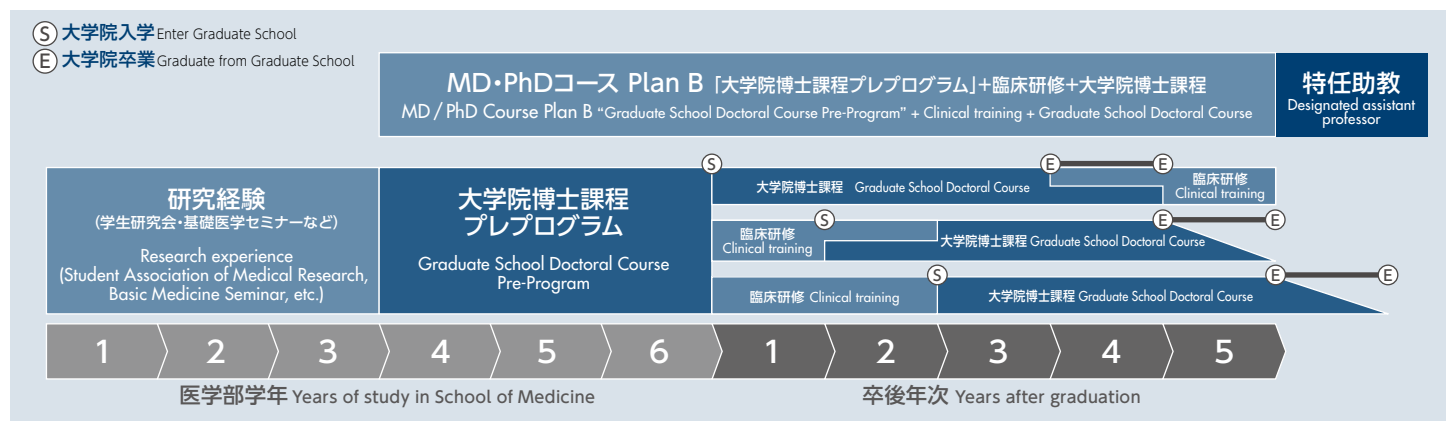 S 大学院入学 Enter Graduate School
E 大学院卒業 Graduate from Graduate School
MD・PhDコース Plan B 「大学院博士課程プレプログラム」+臨床研修+大学院博士課程
MD / PhD Course Plan B “Graduate School Doctoral Course Pre-Program” + Clinical training + Graduate School Doctoral Course
特任助教
Designated assistant
professor
研究経験
(学生研究会・基礎医学セミナーなど)
Research experience
(Student Association of Medical Research,
Basic Medicine Seminar, etc.)
大学院博士課程
プレプログラム
Graduate School Doctoral Course
Pre-Program
S
E
E
大学院博士課程 Graduate School Doctoral Course
臨床研修
Clinical training
S
E
E
臨床研修
Clinical training
大学院博士課程 Graduate School Doctoral Course
S
E
E
臨床研修 Clinical training
大学院博士課程 Graduate School Doctoral Course
1 2 3 4 5 6 1 2 3 4 5
医学部学年 Years of study in School of Medicine
卒後年次 Years after graduation